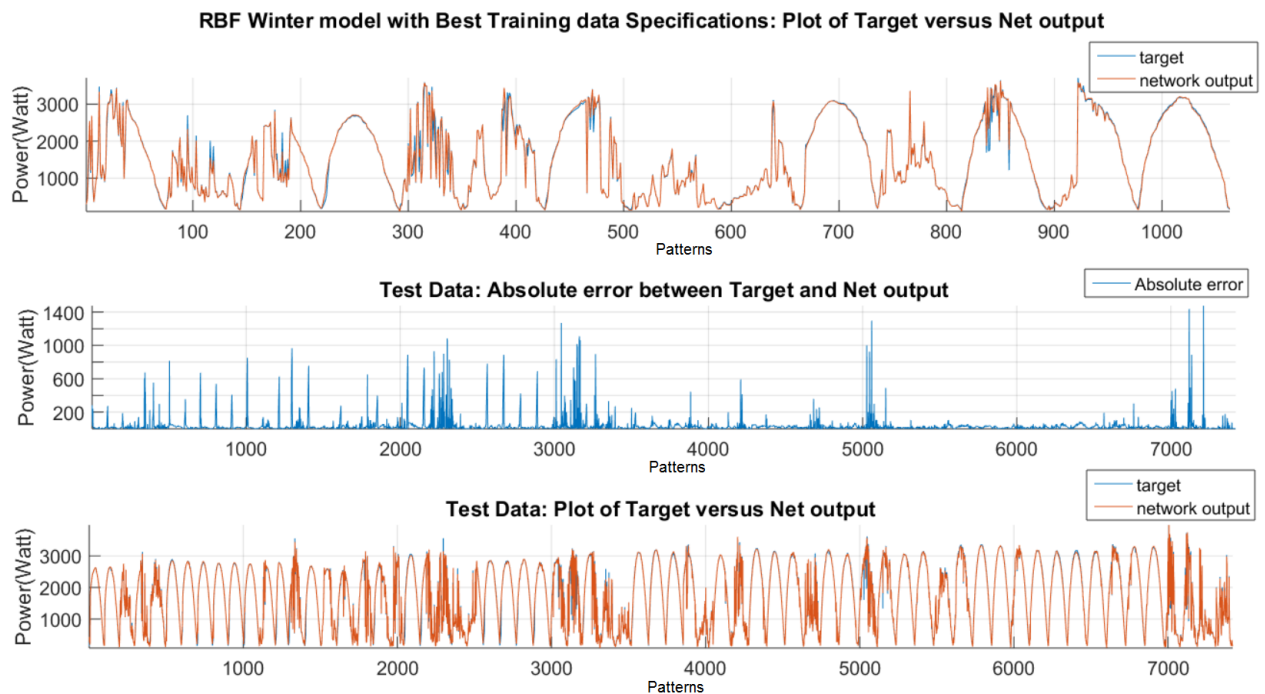 RBF Winter model with Best Training data Specifications: Plot of Target versus Net output
target
network output
Power(Watt)
3000
2000
1000
100 200 300 400 500 600 700 800 900 1000
Patterns
Test Data: Absolute error between Target and Net output
Absolute error
Power(Watt)
1400
1000
600
200
1000 2000 3000 4000 5000 6000 7000
Patterns
Test Data: Plot of Target versus Net output
target
network output
Power(Watt)
3000
2000
1000
1000 2000 3000 4000 5000 6000 7000
Patterns